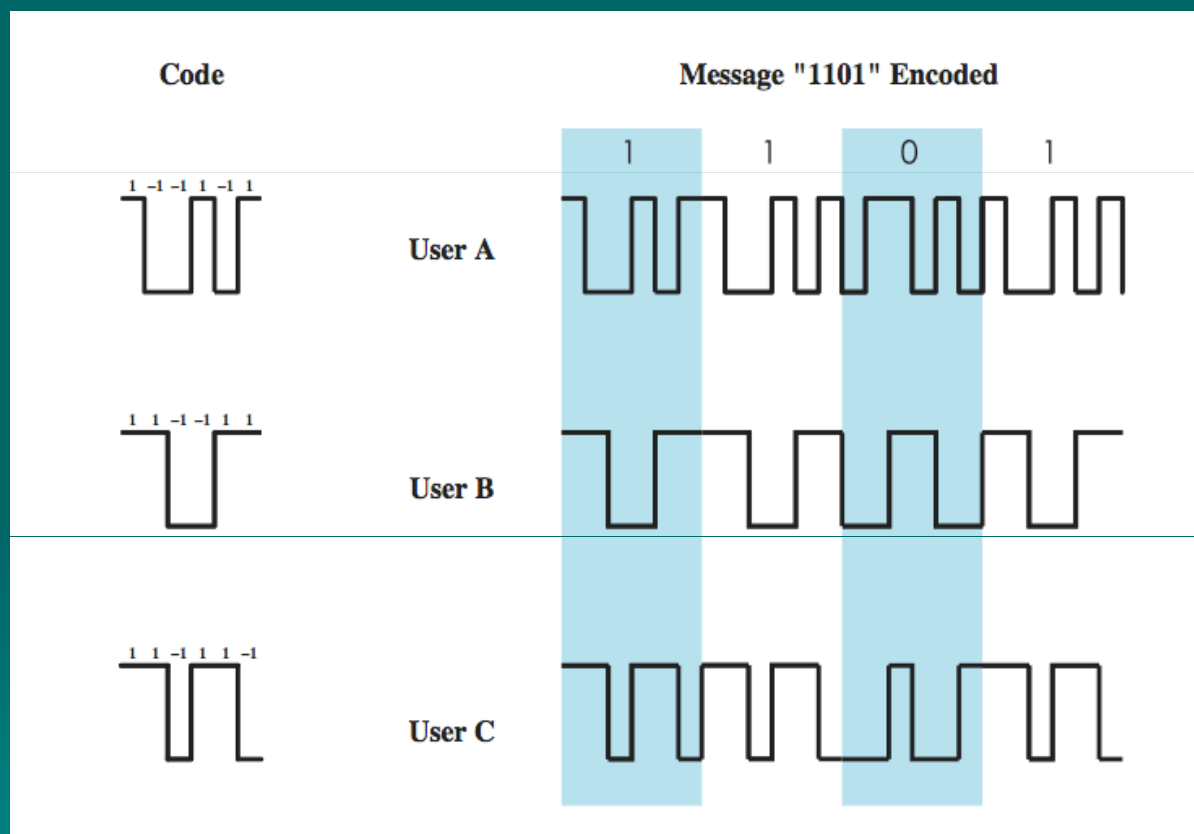 Code Message "1101" Encoded
1 1 0 1
1 –1 –1 1 –1 1
User A
1 1 –1 –1 1 1
User B
1 1 –1 1 1 –1
User C